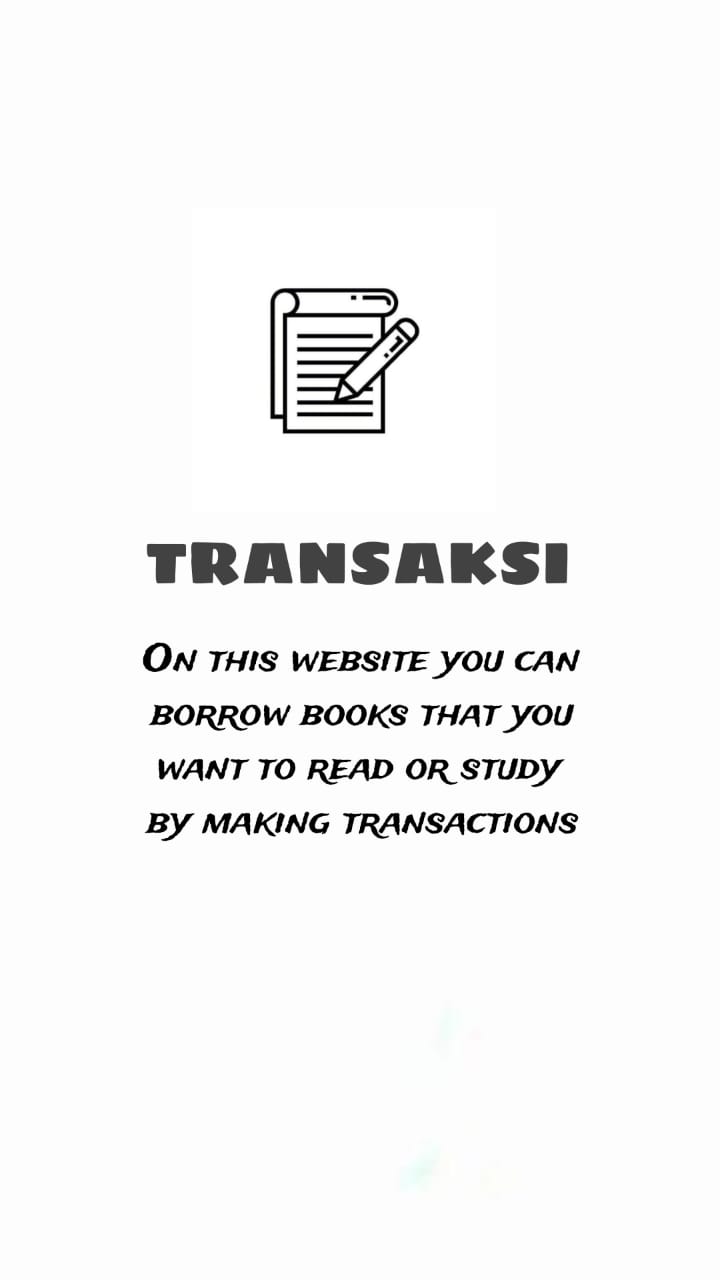 TRANSAKSI
On this website you can
borrow books that you
want to read or study
by making transactions